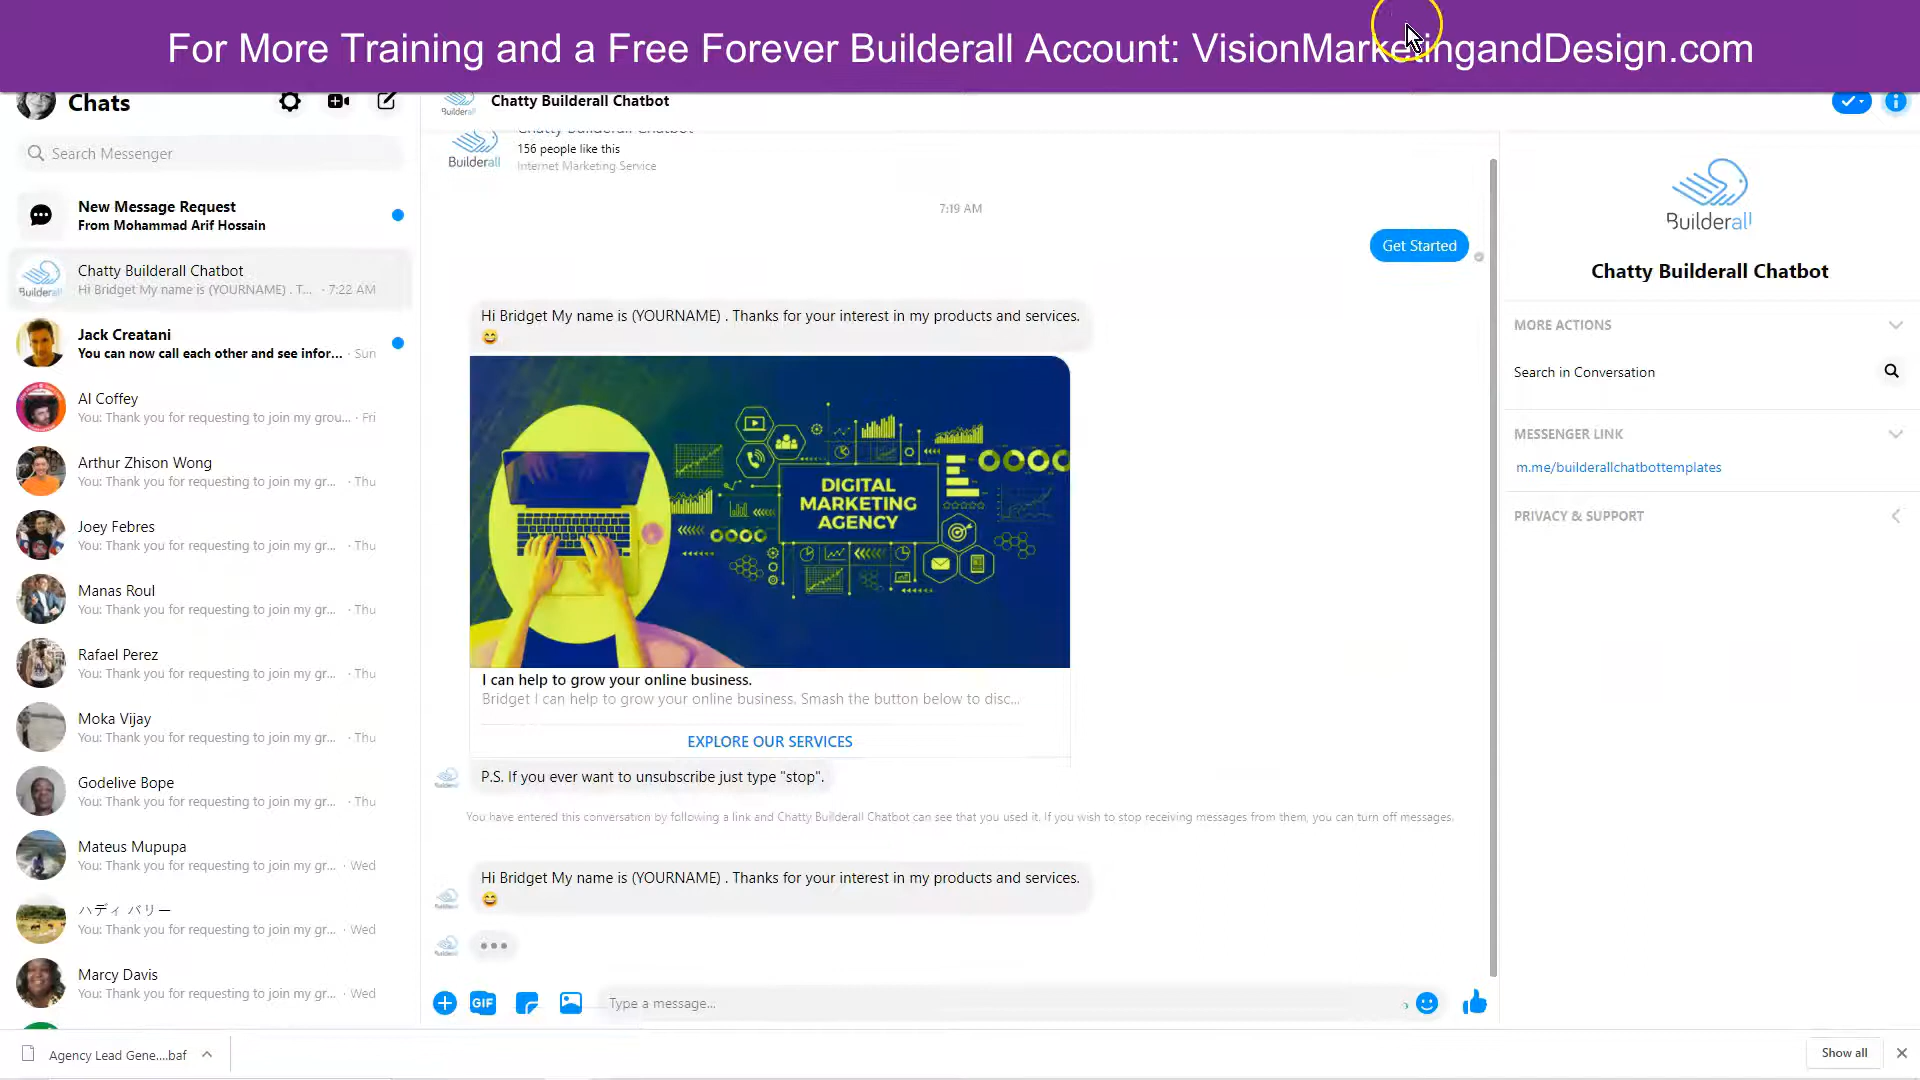 For More Training and a Free Forever Builderall Account: VisionMarketingandDesign.com
Chats
Search Messenger
New Message Request
From Mohammad Arif Hossain
Chatty Builderall Chatbot
Hi Bridget My name is (YOURNAME) . T... · 7:22 AM
Jack Creatani
You can now call each other and see infor... · Sun
Al Coffey
You: Thank you for requesting to join my grou... · Fri
Arthur Zhison Wong
You: Thank you for requesting to join my gr... · Thu
Joey Febres
You: Thank you for requesting to join my gr... · Thu
Manas Roul
You: Thank you for requesting to join my gr... · Thu
Rafael Perez
You: Thank you for requesting to join my gr... · Thu
Moka Vijay
You: Thank you for requesting to join my gr... · Thu
Godelive Bope
You: Thank you for requesting to join my gr... · Thu
Mateus Mupupa
You: Thank you for requesting to join my gr... · Wed
ハディ バリー
You: Thank you for requesting to join my gr... · Wed
Marcy Davis
You: Thank you for requesting to join my gr... · Wed
Chatty Builderall Chatbot
Chatty Builderall Chatbot
Builderall
156 people like this
Internet Marketing Service
7:19 AM
Get Started
Hi Bridget My name is (YOURNAME) . Thanks for your interest in my products and services.
DIGITAL
MARKETING
AGENCY
I can help to grow your online business.
Bridget I can help to grow your online business. Smash the button below to disc...
EXPLORE OUR SERVICES
P.S. If you ever want to unsubscribe just type "stop".
You have entered this conversation by following a link and Chatty Builderall Chatbot can see that you used it. If you wish to stop receiving messages from them, you can turn off messages.
Hi Bridget My name is (YOURNAME) . Thanks for your interest in my products and services.
GIF
Type a message...
Builderall
Chatty Builderall Chatbot
MORE ACTIONS
Search in Conversation
MESSENGER LINK
m.me/builderallchatbottemplates
PRIVACY & SUPPORT
Agency Lead Gene....baf
Show all